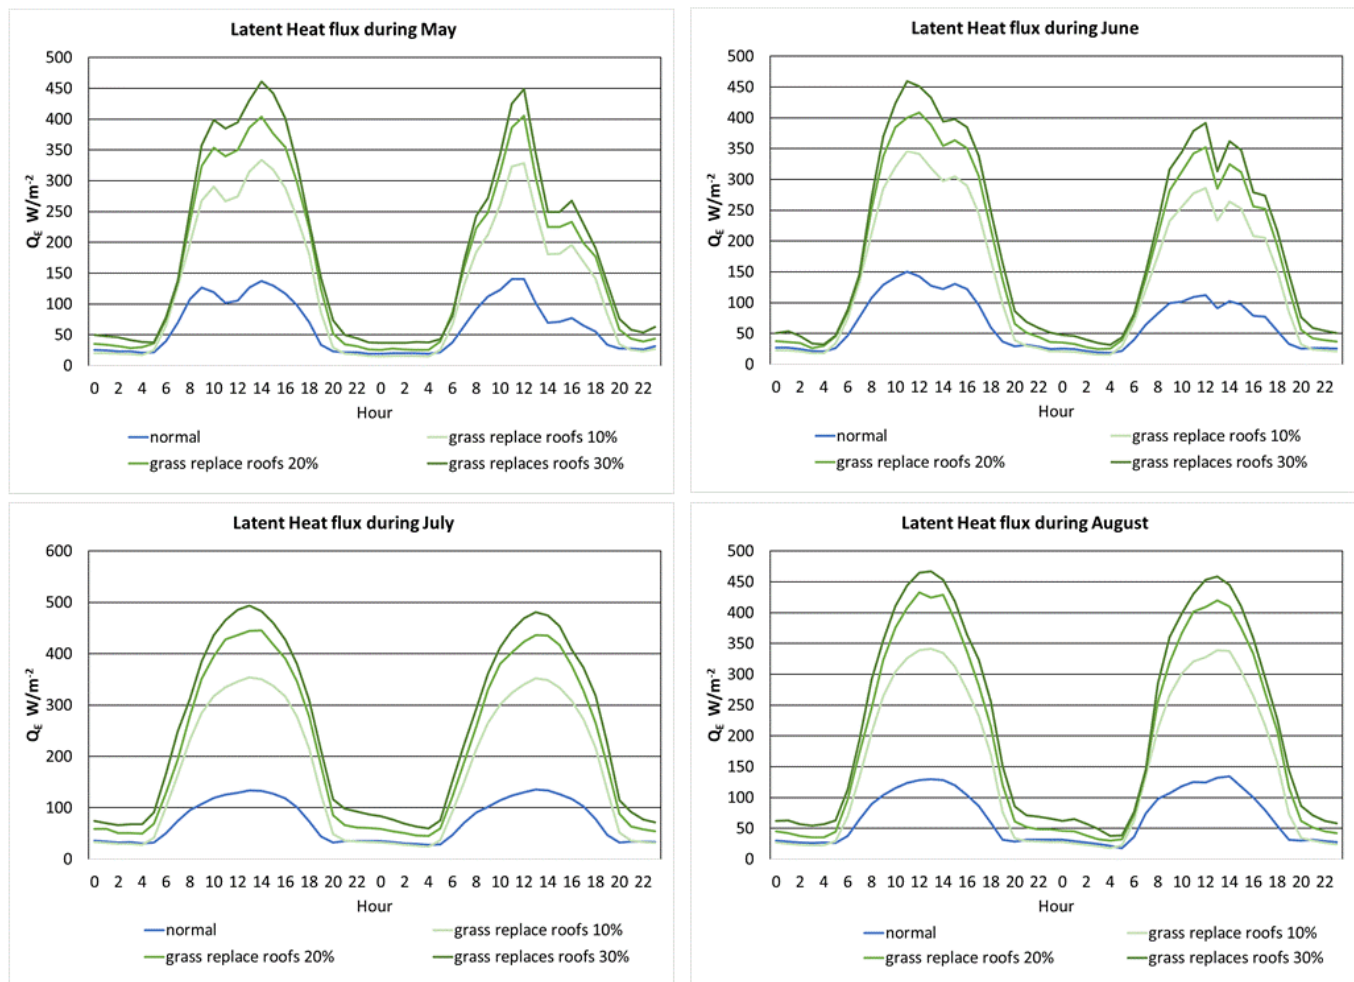 Latent Heat flux during May
500
450
400
350
300
250
200
150
100
50
0
Q_E W/m⁻²
0 2 4 6 8 10 12 14 16 18 20 22 0 2 4 6 8 10 12 14 16 18 20 22
Hour
normal grass replace roofs 10%
grass replace roofs 20% grass replaces roofs 30%
Latent Heat flux during June
500
450
400
350
300
250
200
150
100
50
0
Q_E W/m⁻²
0 2 4 6 8 10 12 14 16 18 20 22 0 2 4 6 8 10 12 14 16 18 20 22
Hour
normal grass replace roofs 10%
grass replace roofs 20% grass replaces roofs 30%
Latent Heat flux during July
600
500
400
300
200
100
0
Q_E W/m⁻²
0 2 4 6 8 10 12 14 16 18 20 22 0 2 4 6 8 10 12 14 16 18 20 22
Hour
normal grass replace roofs 10%
grass replace roofs 20% grass replaces roofs 30%
Latent Heat flux during August
500
450
400
350
300
250
200
150
100
50
0
Q_E W/m⁻²
0 2 4 6 8 10 12 14 16 18 20 22 0 2 4 6 8 10 12 14 16 18 20 22
Hour
normal grass replace roofs 10%
grass replace roofs 20% grass replaces roofs 30%